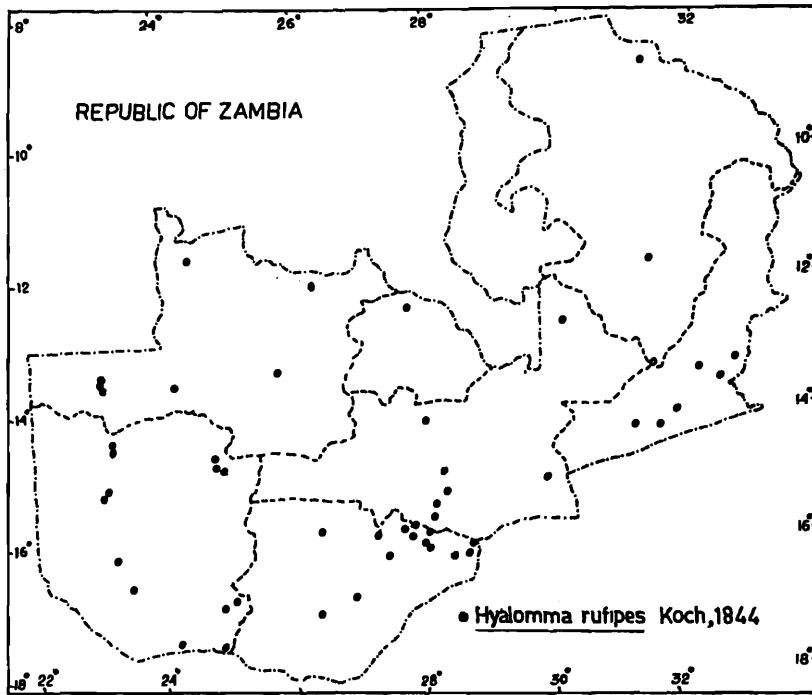 8° 24° 26° 28° 30° 32°
REPUBLIC OF ZAMBIA
10° 10°
12° 12°
14° 14°
16° 16°
● Hyalomma rufipes Koch,1844
18° 18°
22° 24° 26° 28° 30° 32°